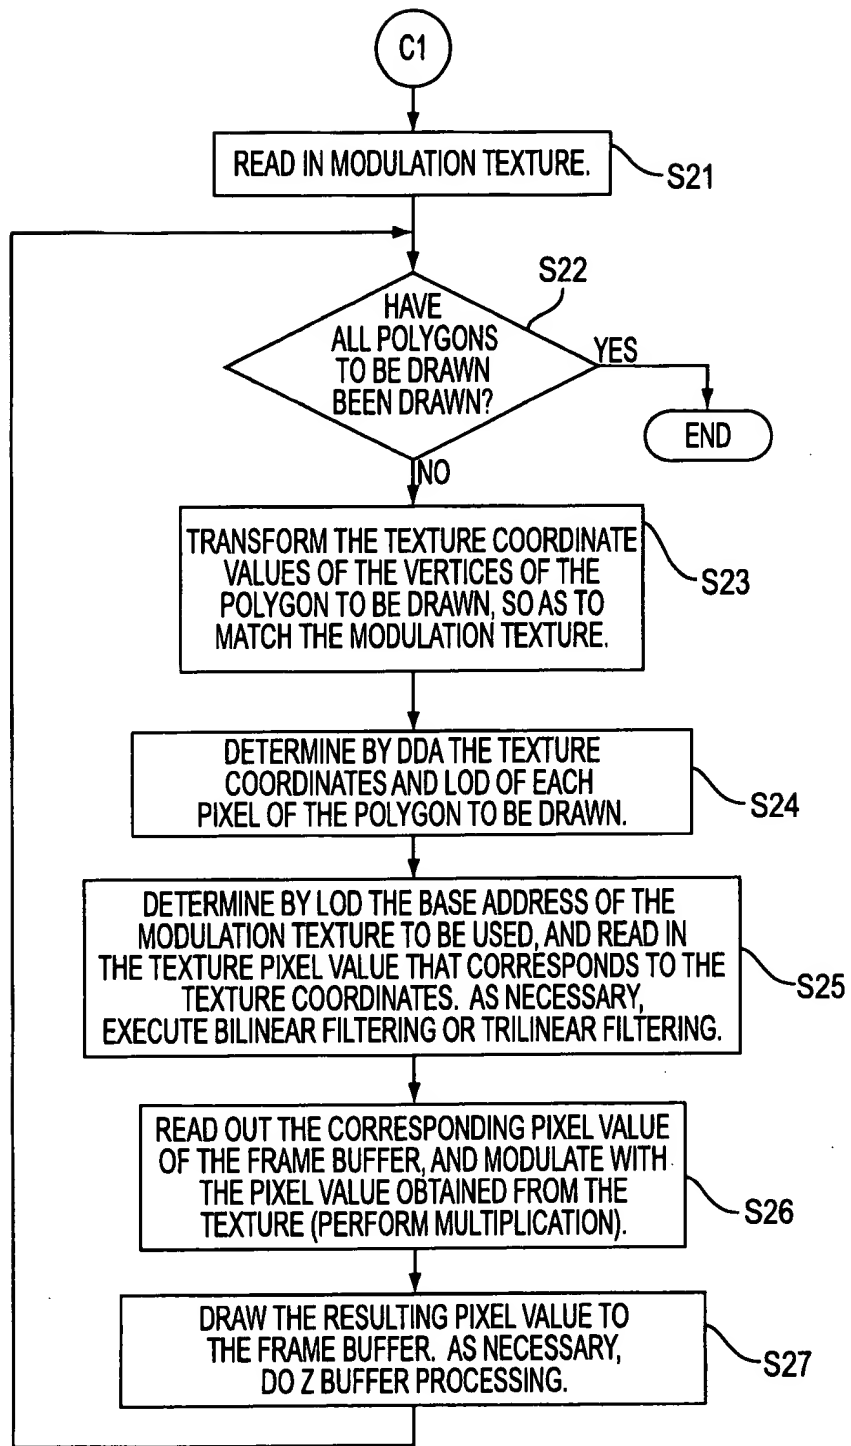 C1
READ IN MODULATION TEXTURE.
S21
S22
HAVE
ALL POLYGONS
TO BE DRAWN
BEEN DRAWN?
YES
END
NO
TRANSFORM THE TEXTURE COORDINATE
VALUES OF THE VERTICES OF THE
POLYGON TO BE DRAWN, SO AS TO
MATCH THE MODULATION TEXTURE.
S23
DETERMINE BY DDA THE TEXTURE
COORDINATES AND LOD OF EACH
PIXEL OF THE POLYGON TO BE DRAWN.
S24
DETERMINE BY LOD THE BASE ADDRESS OF THE
MODULATION TEXTURE TO BE USED, AND READ IN
THE TEXTURE PIXEL VALUE THAT CORRESPONDS TO THE
TEXTURE COORDINATES. AS NECESSARY,
EXECUTE BILINEAR FILTERING OR TRILINEAR FILTERING.
S25
READ OUT THE CORRESPONDING PIXEL VALUE
OF THE FRAME BUFFER, AND MODULATE WITH
THE PIXEL VALUE OBTAINED FROM THE
TEXTURE (PERFORM MULTIPLICATION).
S26
DRAW THE RESULTING PIXEL VALUE TO
THE FRAME BUFFER. AS NECESSARY,
DO Z BUFFER PROCESSING.
S27